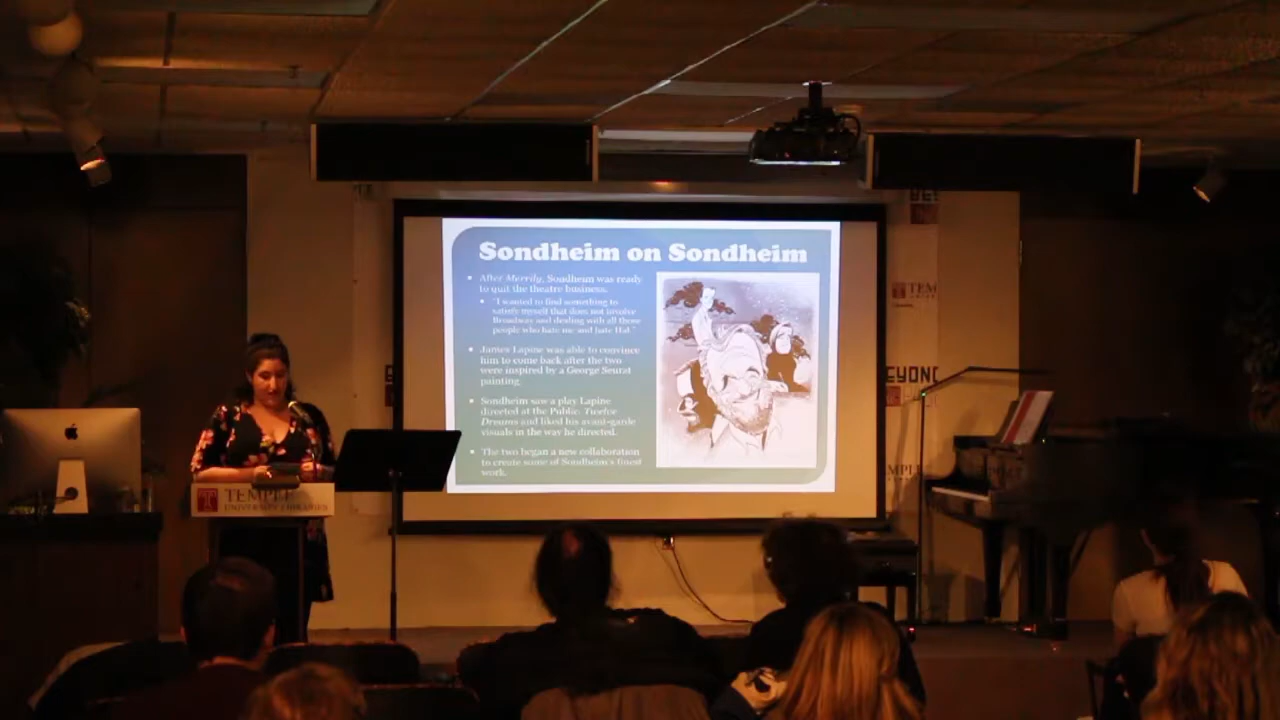 Sondheim on Sondheim
After Merrily, Sondheim was ready
to quit the theatre business.
"I wanted to find something to
satisfy myself that does not involve
Broadway and dealing with all those
people who hate me and hate Hal."
James Lapine was able to convince
him to come back after the two
were inspired by a George Seurat
painting.
Sondheim saw a play Lapine
directed at the Public, Twelve
Dreams and liked his avant-garde
visuals in the way he directed.
The two began a new collaboration
to create some of Sondheim's finest
work.
TEMPLE
UNIVERSITY LIBRARIES
BEY
TEM
EYOND
EMPLE